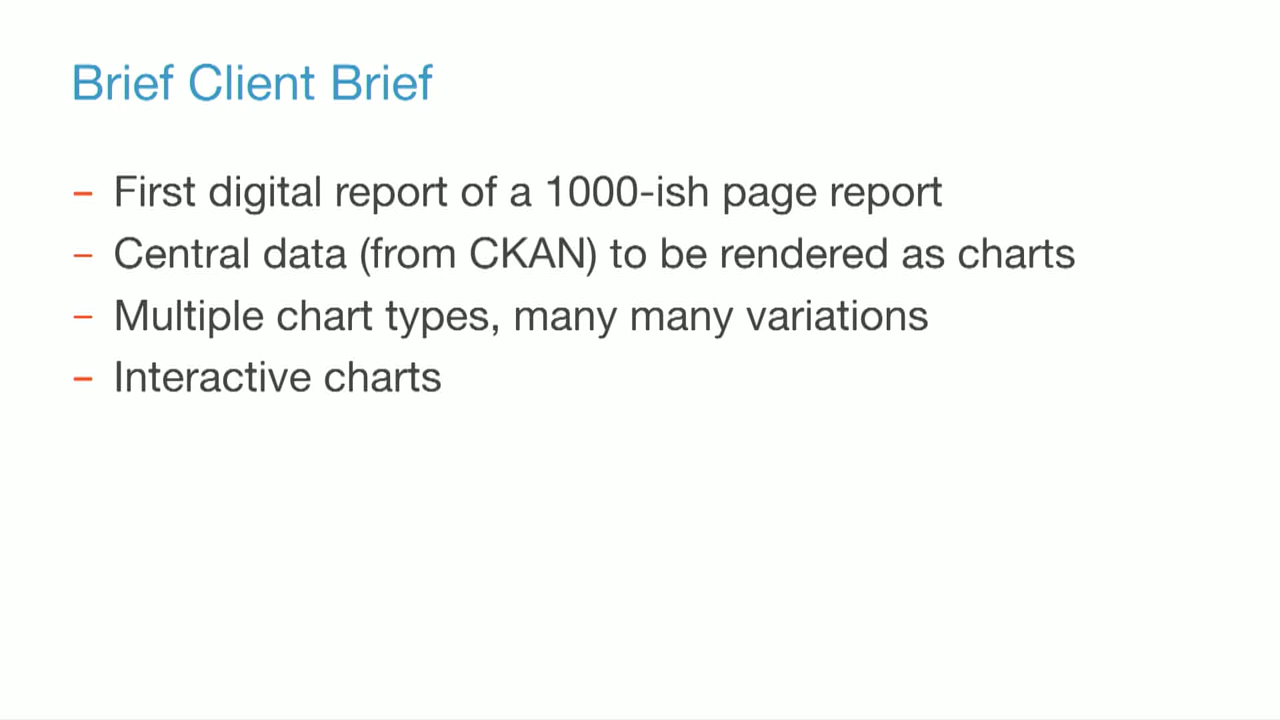 Brief Client Brief
– First digital report of a 1000-ish page report
– Central data (from CKAN) to be rendered as charts
– Multiple chart types, many many variations
– Interactive charts